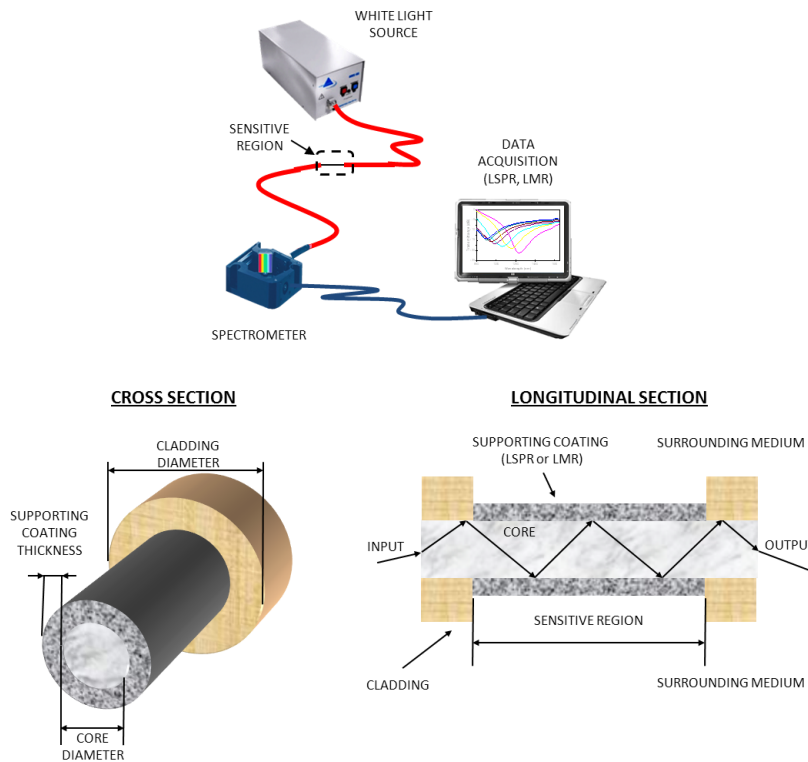 WHITE LIGHT
SOURCE
SENSITIVE
REGION
DATA
ACQUISITION
(LSPR, LMR)
SPECTROMETER
CROSS SECTION
CLADDING
DIAMETER
SUPPORTING
COATING
THICKNESS
CORE
DIAMETER
LONGITUDINAL SECTION
SUPPORTING COATING
(LSPR or LMR)
SURROUNDING MEDIUM
CORE
INPUT
OUTPUT
SENSITIVE REGION
CLADDING
SURROUNDING MEDIUM